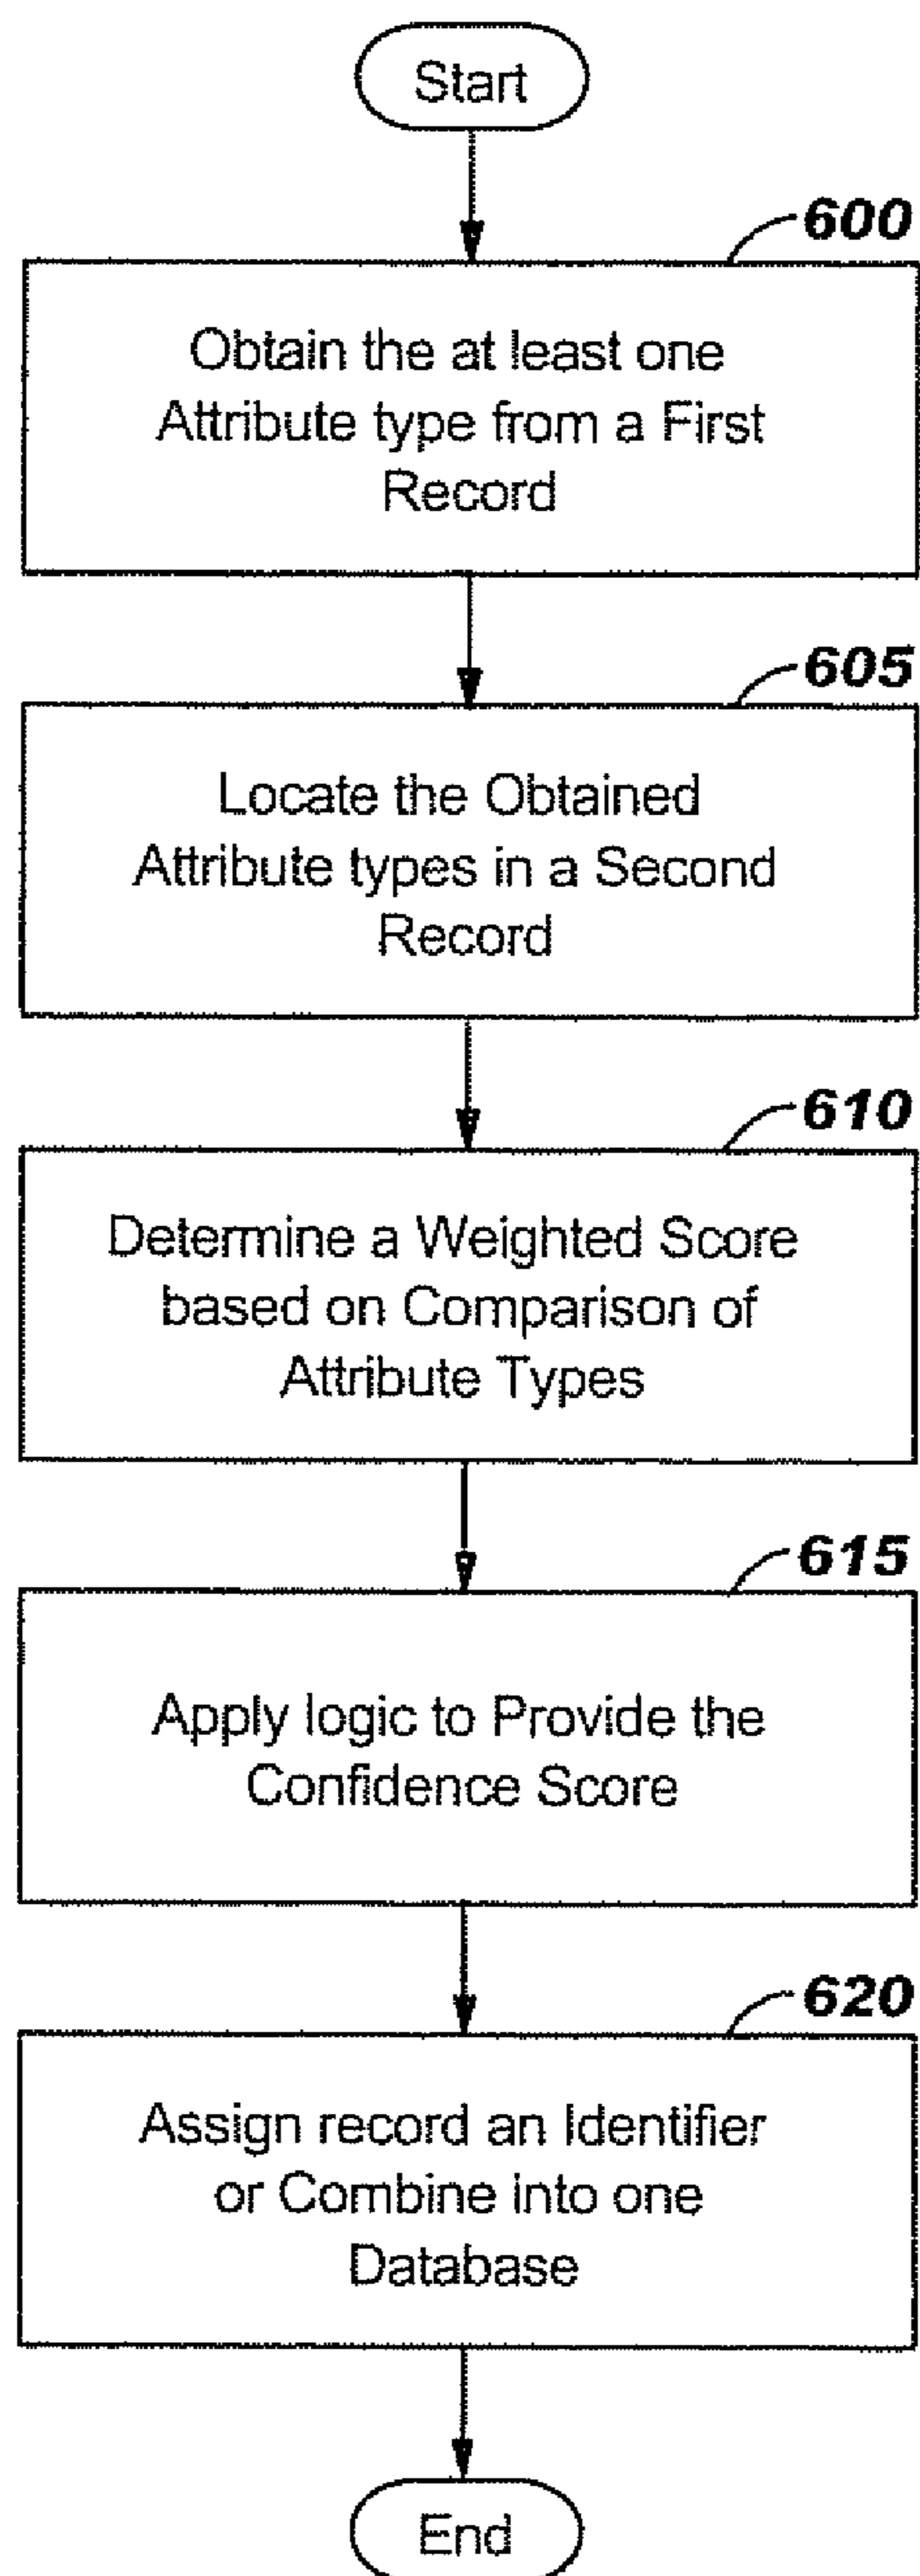 Start
600
Obtain the at least one
Attribute type from a First
Record
605
Locate the Obtained
Attribute types in a Second
Record
610
Determine a Weighted Score
based on Comparison of
Attribute Types
615
Apply logic to Provide the
Confidence Score
620
Assign record an Identifier
or Combine into one
Database
End